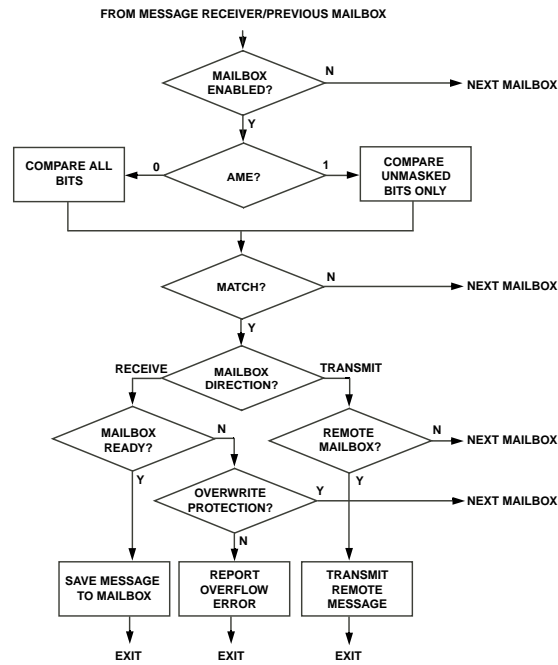 FROM MESSAGE RECEIVER/PREVIOUS MAILBOX
MAILBOX
ENABLED?
N
NEXT MAILBOX
Y
COMPARE ALL
BITS
0
AME?
1
COMPARE
UNMASKED
BITS ONLY
MATCH?
N
NEXT MAILBOX
Y
RECEIVE
MAILBOX
DIRECTION?
TRANSMIT
MAILBOX
READY?
N
REMOTE
MAILBOX?
N
NEXT MAILBOX
Y
OVERWRITE
PROTECTION?
Y
Y
NEXT MAILBOX
N
SAVE MESSAGE
TO MAILBOX
REPORT
OVERFLOW
ERROR
TRANSMIT
REMOTE
MESSAGE
EXIT
EXIT
EXIT